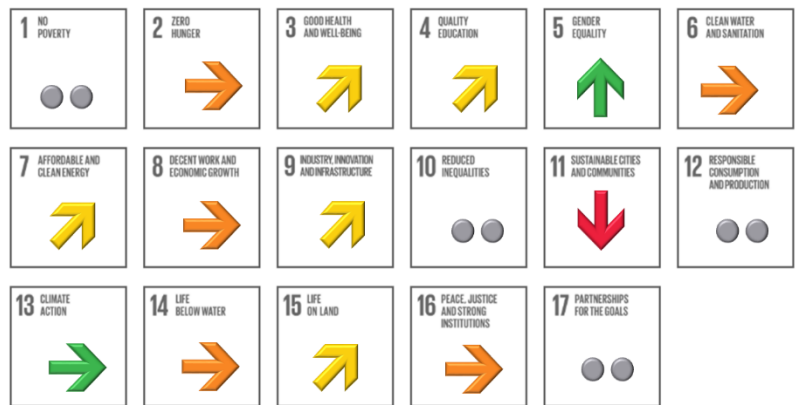 1 NO
POVERTY
2 ZERO
HUNGER
3 GOOD HEALTH
AND WELL-BEING
4 QUALITY
EDUCATION
5 GENDER
EQUALITY
6 CLEAN WATER
AND SANITATION
7 AFFORDABLE AND
CLEAN ENERGY
8 DECENT WORK AND
ECONOMIC GROWTH
9 INDUSTRY, INNOVATION
AND INFRASTRUCTURE
10 REDUCED
INEQUALITIES
11 SUSTAINABLE CITIES
AND COMMUNITIES
12 RESPONSIBLE
CONSUMPTION
AND PRODUCTION
13 CLIMATE
ACTION
14 LIFE
BELOW WATER
15 LIFE
ON LAND
16 PEACE, JUSTICE
AND STRONG
INSTITUTIONS
17 PARTNERSHIPS
FOR THE GOALS